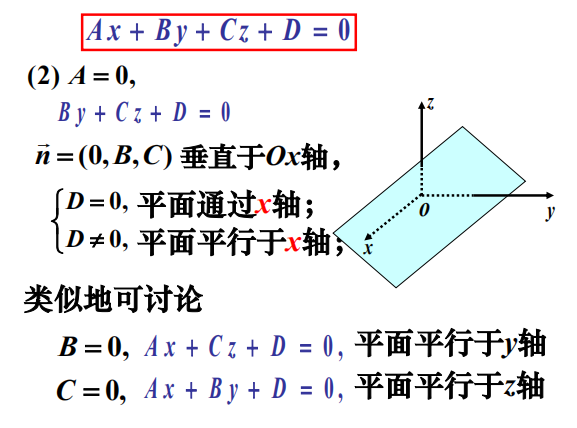 Ax + By + Cz + D = 0
(2) A = 0,
By + Cz + D = 0
n⃗ = (0, B, C) 垂直于Ox轴，
D = 0, 平面通过x轴；
D ≠ 0, 平面平行于x轴；
z
0
y
x
类似地可讨论
B = 0, Ax + Cz + D = 0, 平面平行于y轴
C = 0, Ax + By + D = 0, 平面平行于z轴